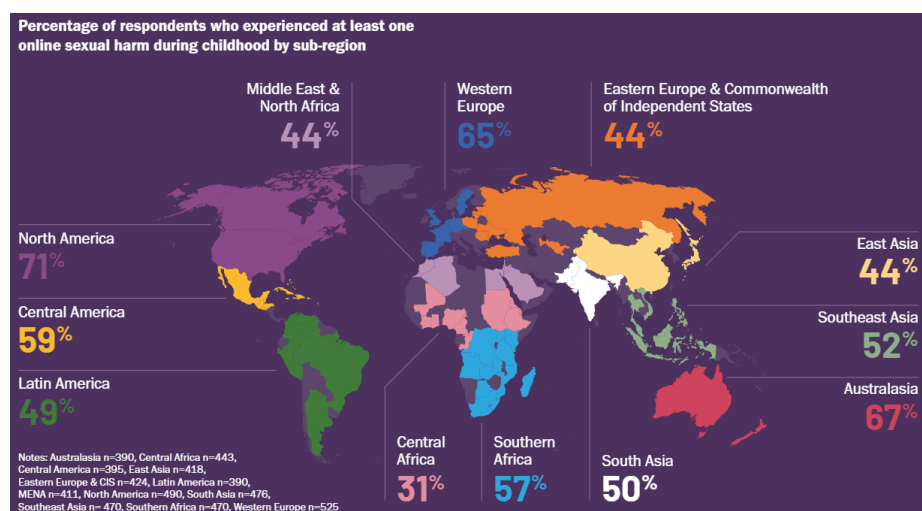 Percentage of respondents who experienced at least one
online sexual harm during childhood by sub-region
Middle East &
North Africa
44%
Western
Europe
65%
Eastern Europe & Commonwealth
of Independent States
44%
North America
71%
Central America
59%
Latin America
49%
East Asia
44%
Southeast Asia
52%
Australasia
67%
Central
Africa
31%
Southern
Africa
57%
South Asia
50%
Notes: Australasia n=390, Central Africa n=443,
Central America n=395, East Asia n=418,
Eastern Europe & CIS n=424, Latin America n=390,
MENA n=411, North America n=490, South Asia n=476,
Southeast Asia n= 470, Southern Africa n=470, Western Europe n=525